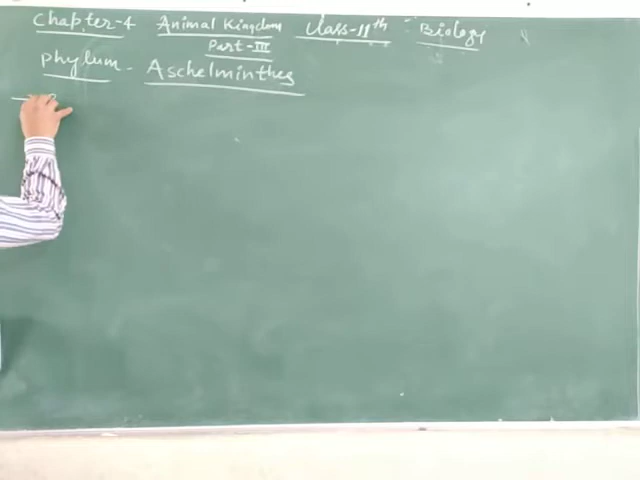 Chapter-4 Animal Kingdom Class-11th : Biology
Part-III
Phylum - Aschelminthes